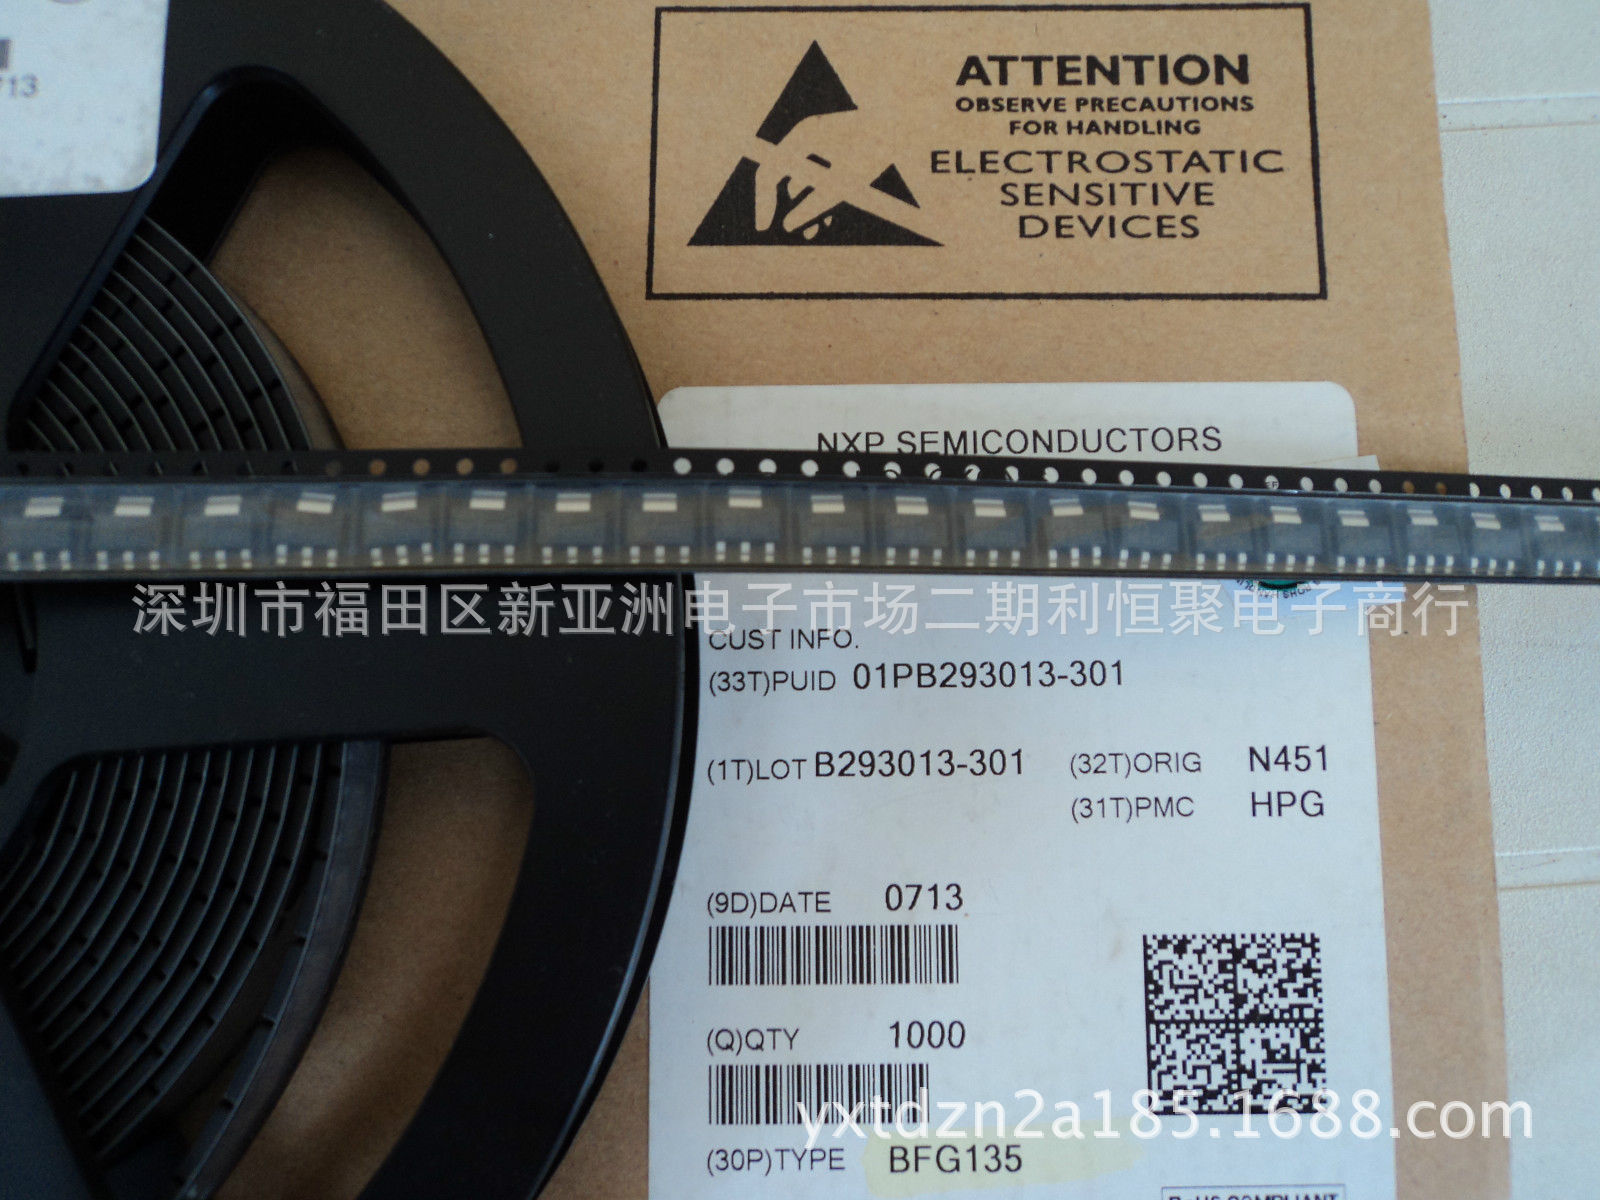 713
ATTENTION
OBSERVE PRECAUTIONS
FOR HANDLING
ELECTROSTATIC
SENSITIVE
DEVICES
NXP SEMICONDUCTORS
深圳市福田区新亚洲电子市场二期利恒聚电子商行
CUST INFO.
(33T)PUID 01PB293013-301
(1T)LOT B293013-301 (32T)ORIG N451
(31T)PMC HPG
(9D)DATE 0713
(Q)QTY 1000
yxtdzn2a185.1688.com
(30P)TYPE BFG135
RoHS COMPLIANT